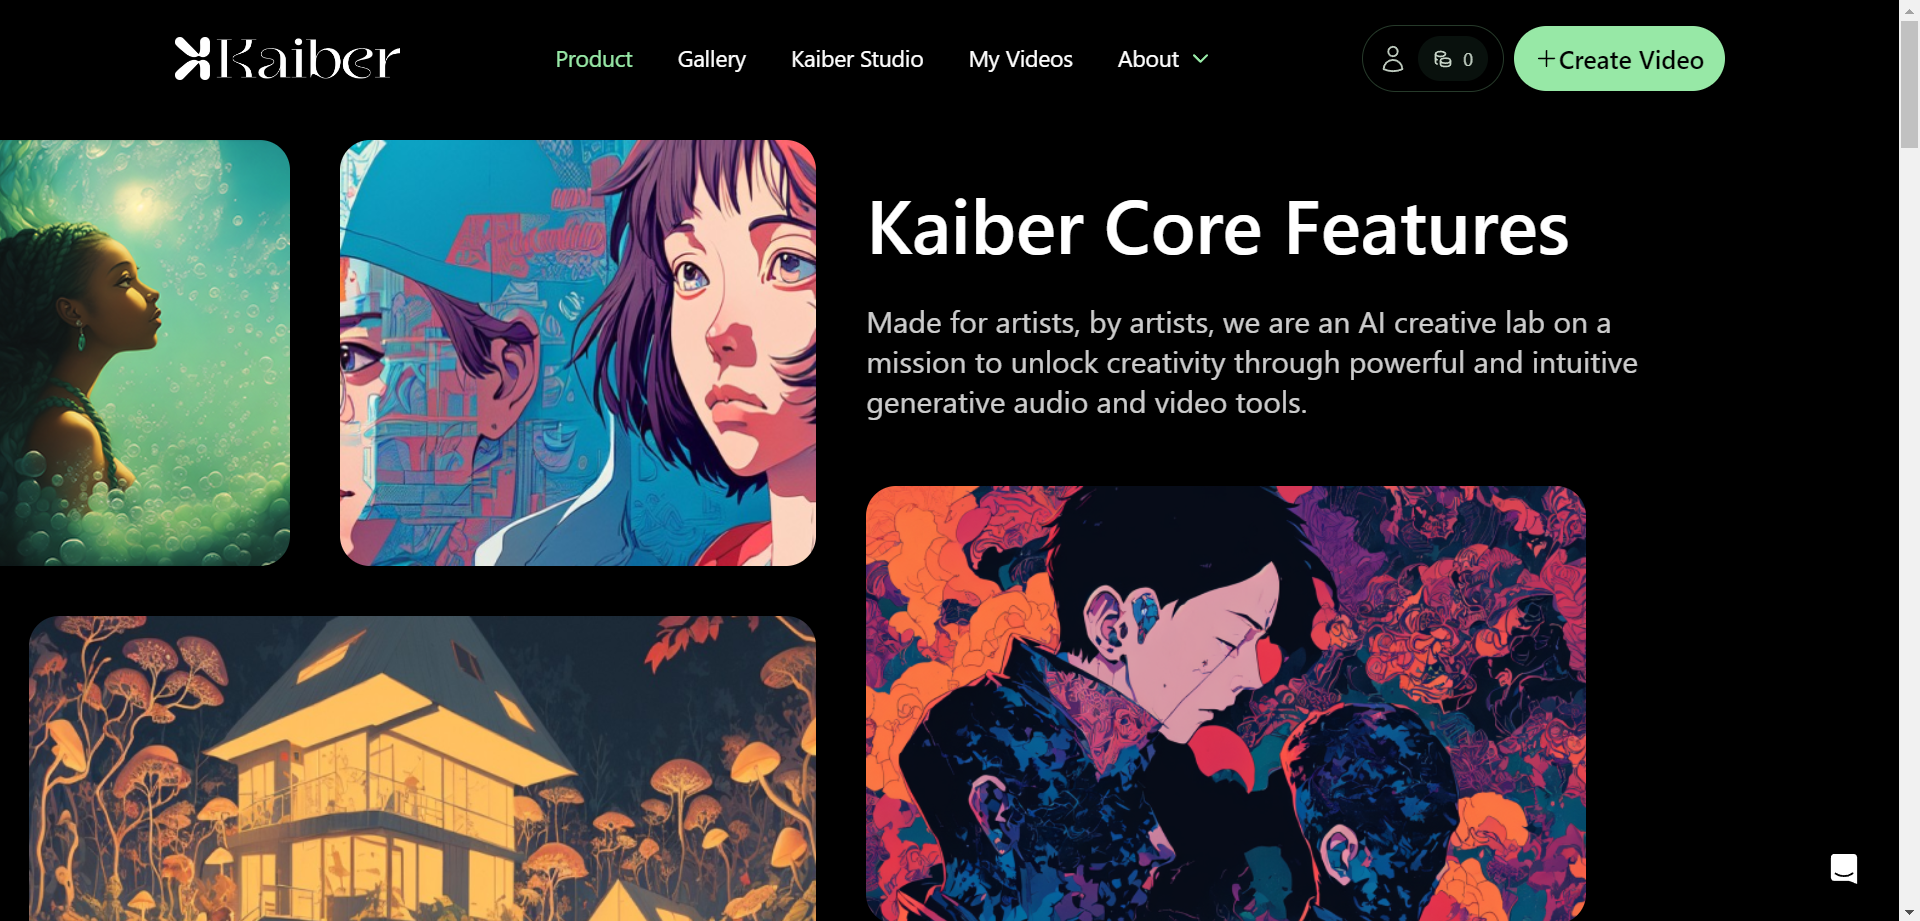 Kaiber
Product
Gallery
Kaiber Studio
My Videos
About
0
+Create Video
Kaiber Core Features
Made for artists, by artists, we are an AI creative lab on a
mission to unlock creativity through powerful and intuitive
generative audio and video tools.